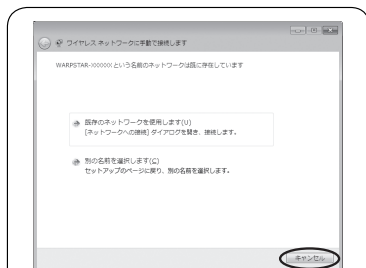 ワイヤレス ネットワークに手動で接続します
WARPSTAR-XXXXXX という名前のネットワークは既に存在しています
既存のネットワークを使用します(U)
[ネットワークへの接続] ダイアログを開き、接続します。
別の名前を選択します(C)
セットアップのページに戻り、別の名前を選択します。
キャンセル